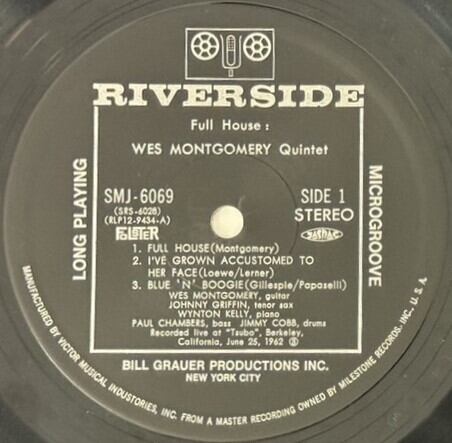 RIVERSIDE
Full House :
WES MONTGOMERY Quintet
LONG PLAYING
SMJ-6069
(SRS-6028)
(RLP12-9434-A)
SIDE 1
STEREO
JASRAC
MICROGROOVE
1. FULL HOUSE(Montgomery)
2. I'VE GROWN ACCUSTOMED TO
HER FACE(Loewe/Lerner)
3. BLUE 'N' BOOGIE(Gillespie/Papaselli)
WES MONTGOMERY, guitar
JOHNNY GRIFFIN, tenor sax
WYNTON KELLY, piano
PAUL CHAMBERS, bass JIMMY COBB, drums
Recorded live at "Tsubo", Berkeley,
California, June 25, 1962
BILL GRAUER PRODUCTIONS INC.
NEW YORK CITY
MANUFACTURED BY VICTOR MUSICAL INDUSTORIES, INC. FROM A MASTER RECORDING OWNED BY MILESTONE RECORDS, U. S. A.